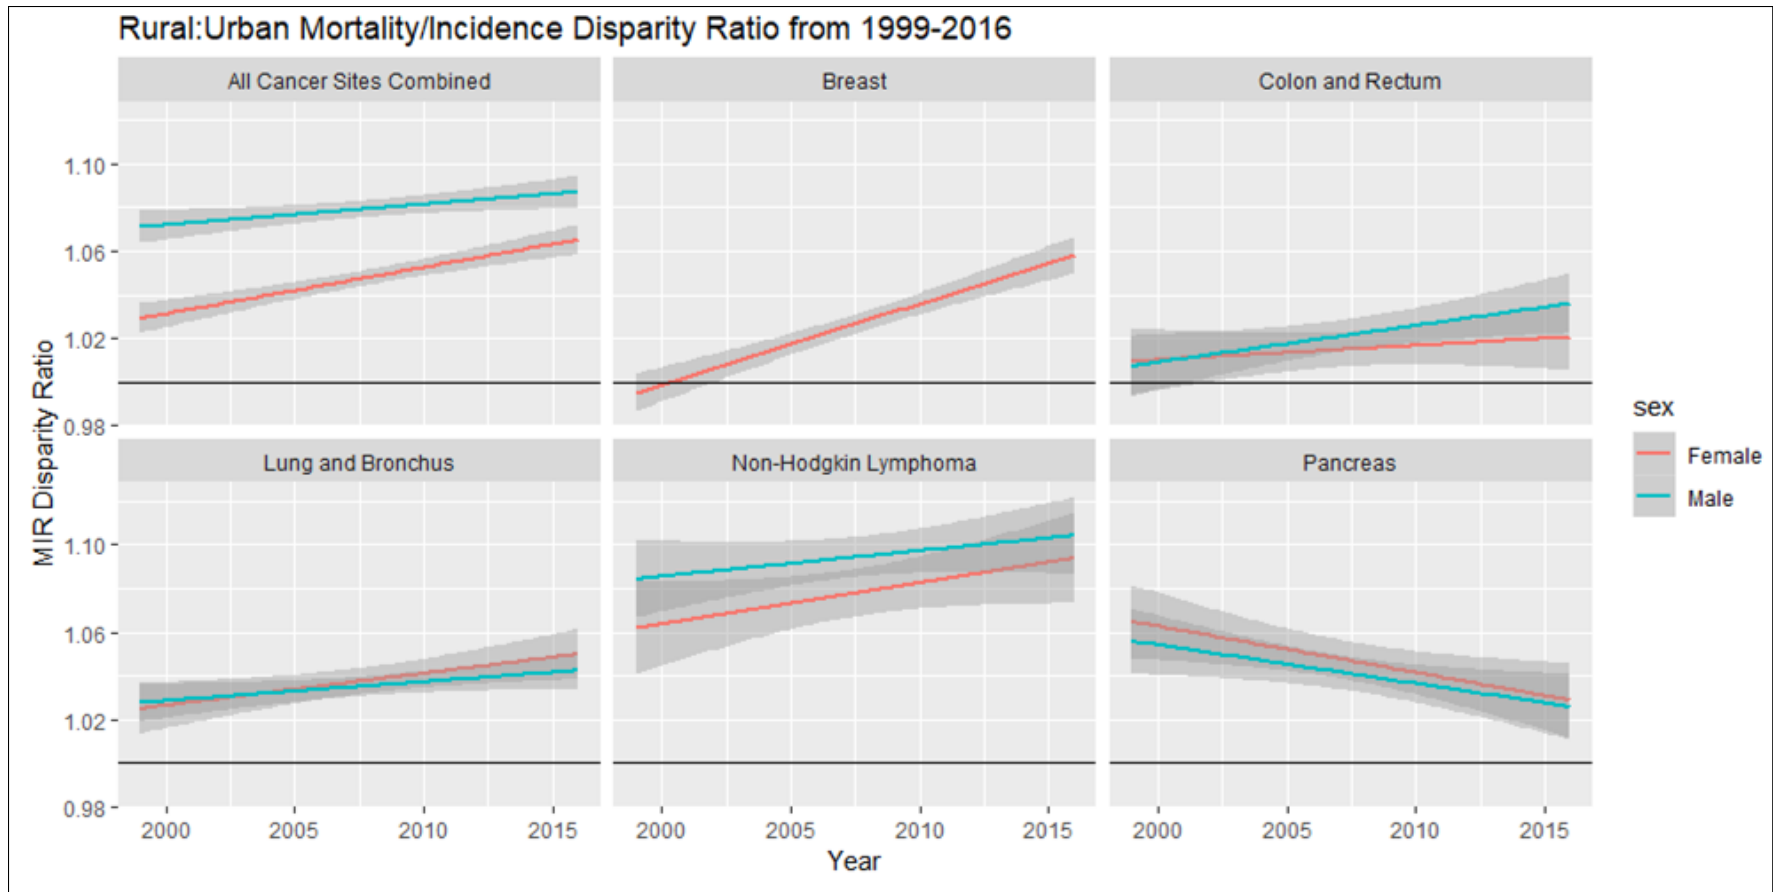 Rural:Urban Mortality/Incidence Disparity Ratio from 1999-2016
All Cancer Sites Combined
Breast
Colon and Rectum
1.10
1.06
1.02
0.98
Lung and Bronchus
Non-Hodgkin Lymphoma
Pancreas
1.10
1.06
1.02
0.98
MIR Disparity Ratio
2000 2005 2010 2015
2000 2005 2010 2015
2000 2005 2010 2015
Year
sex
Female
Male